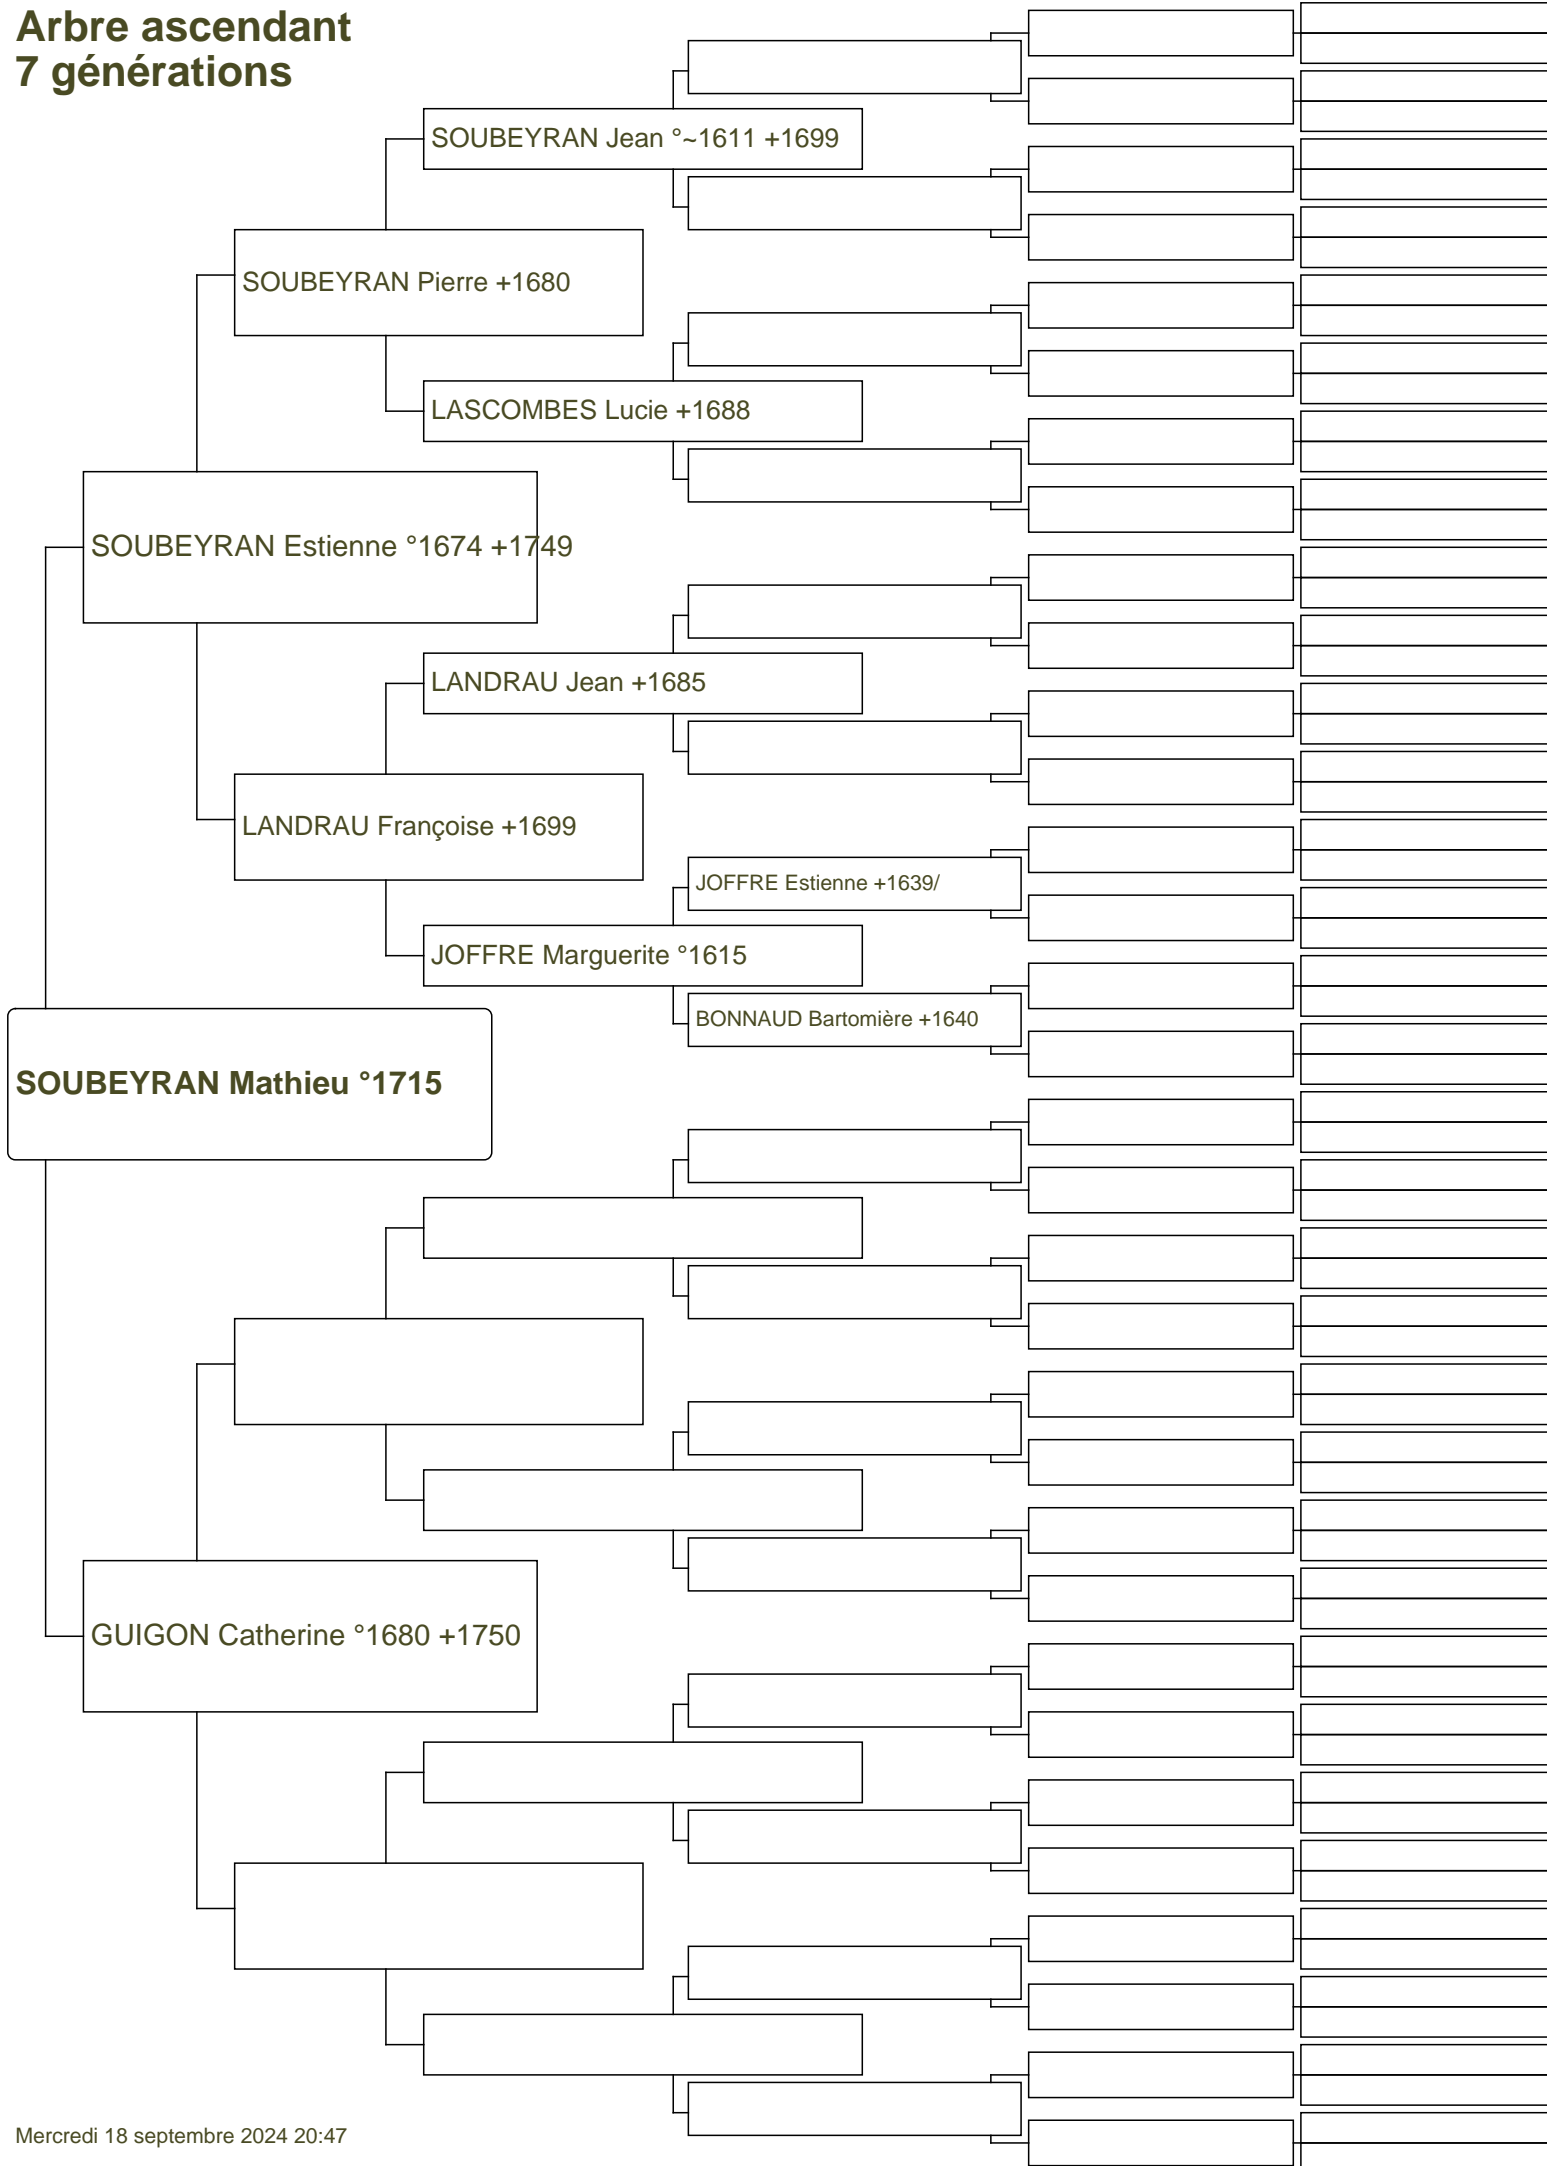 Arbre ascendant
7 générations
SOUBEYRAN Jean °~1611 +1699
SOUBEYRAN Pierre +1680
LASCOMBES Lucie +1688
SOUBEYRAN Estienne °1674 +1749
LANDRAU Jean +1685
LANDRAU Françoise +1699
JOFFRE Estienne +1639/
JOFFRE Marguerite °1615
BONNAUD Bartomière +1640
SOUBEYRAN Mathieu °1715
GUIGON Catherine °1680 +1750
Mercredi 18 septembre 2024 20:47